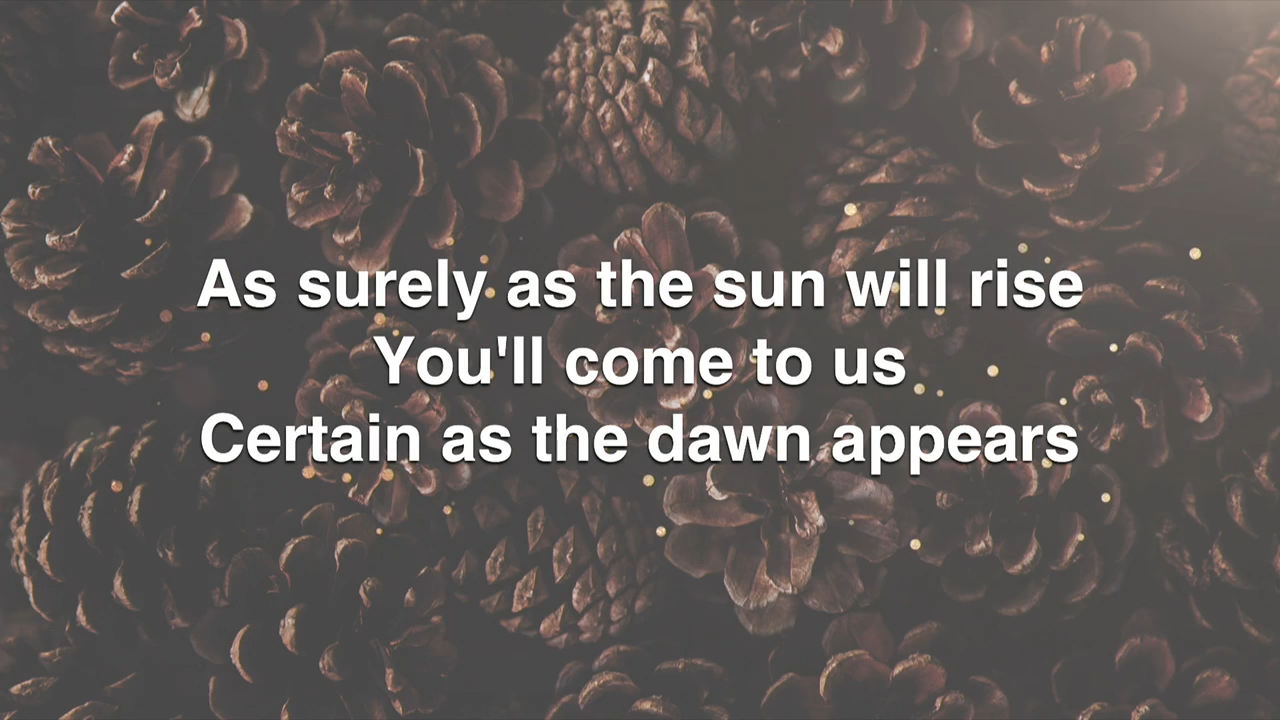 As surely as the sun will rise
You'll come to us
Certain as the dawn appears